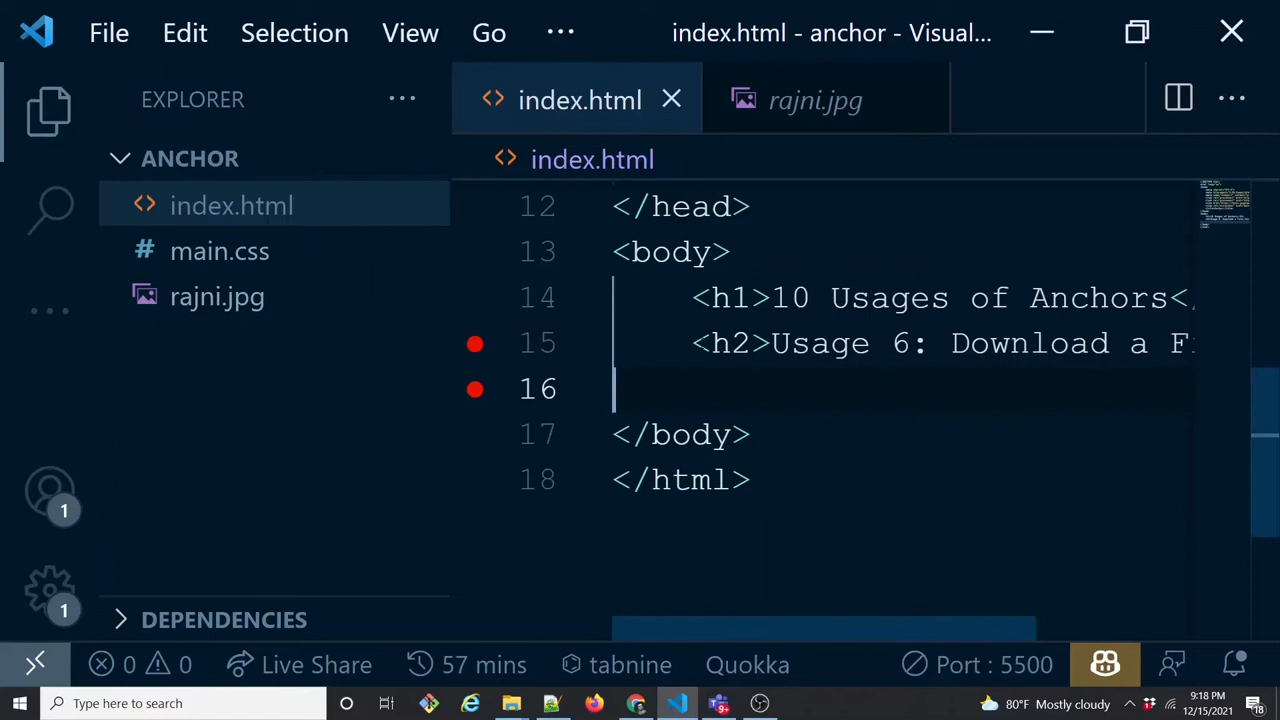 File Edit Selection View Go ··· index.html - anchor - Visual...
EXPLORER ···
index.html
rajni.jpg
···
ANCHOR
index.html
index.html
main.css
rajni.jpg
12 </head>
13 <body>
14 <h1>10 Usages of Anchors</
15 <h2>Usage 6: Download a Fi
16
17 </body>
18 </html>
···
1
1
DEPENDENCIES
0 0 Live Share 57 mins tabnine Quokka Port : 5500
Type here to search
9+
80°F Mostly cloudy
9:18 PM
12/15/2021
18